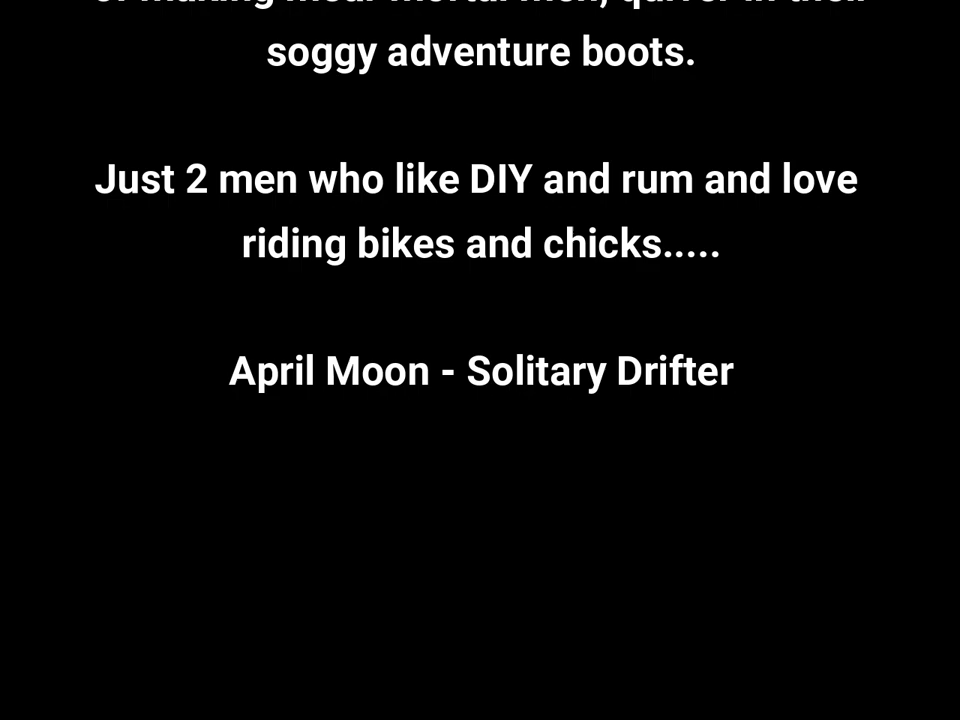 soggy adventure boots.
Just 2 men who like DIY and rum and love
riding bikes and chicks.....
April Moon - Solitary Drifter